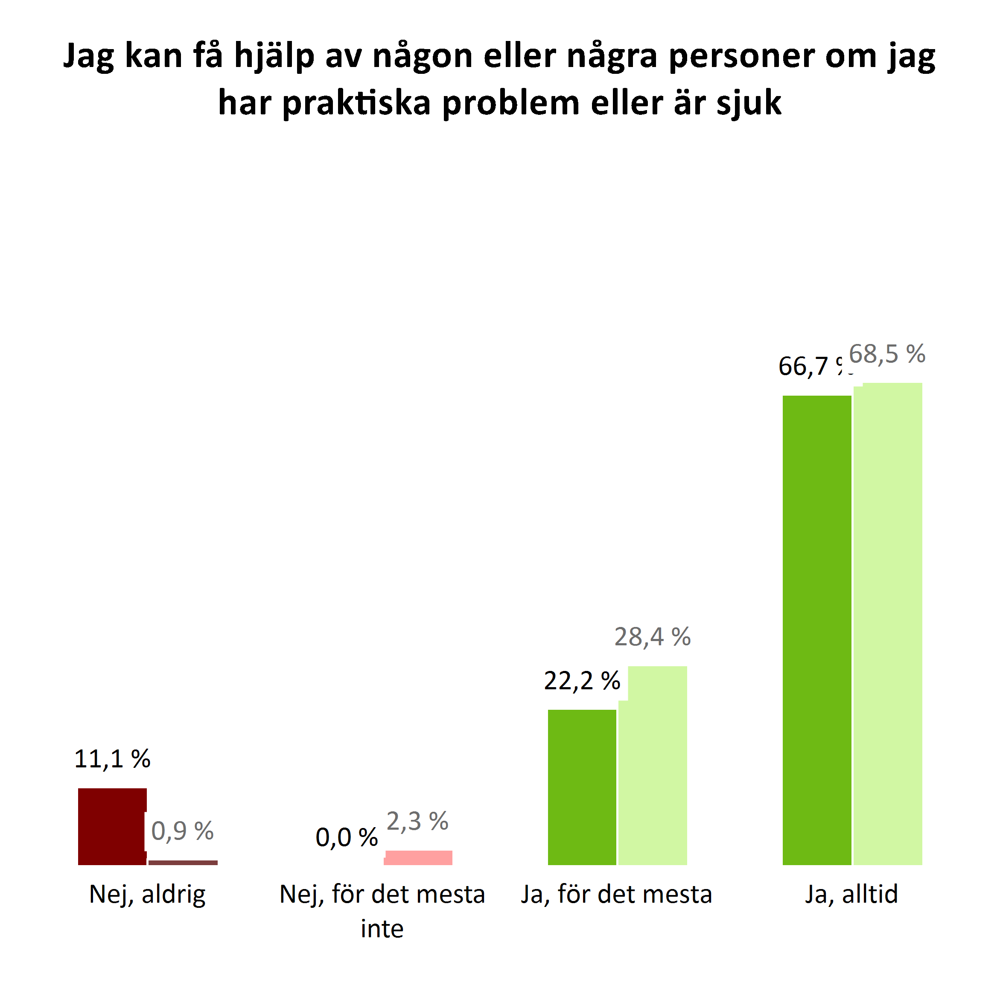 Jag kan få hjälp av någon eller några personer om jag
har praktiska problem eller är sjuk
66,7 %
68,5 %
28,4 %
22,2 %
11,1 %
0,9 %
0,0 %
2,3 %
Nej, aldrig
Nej, för det mesta
inte
Ja, för det mesta
Ja, alltid